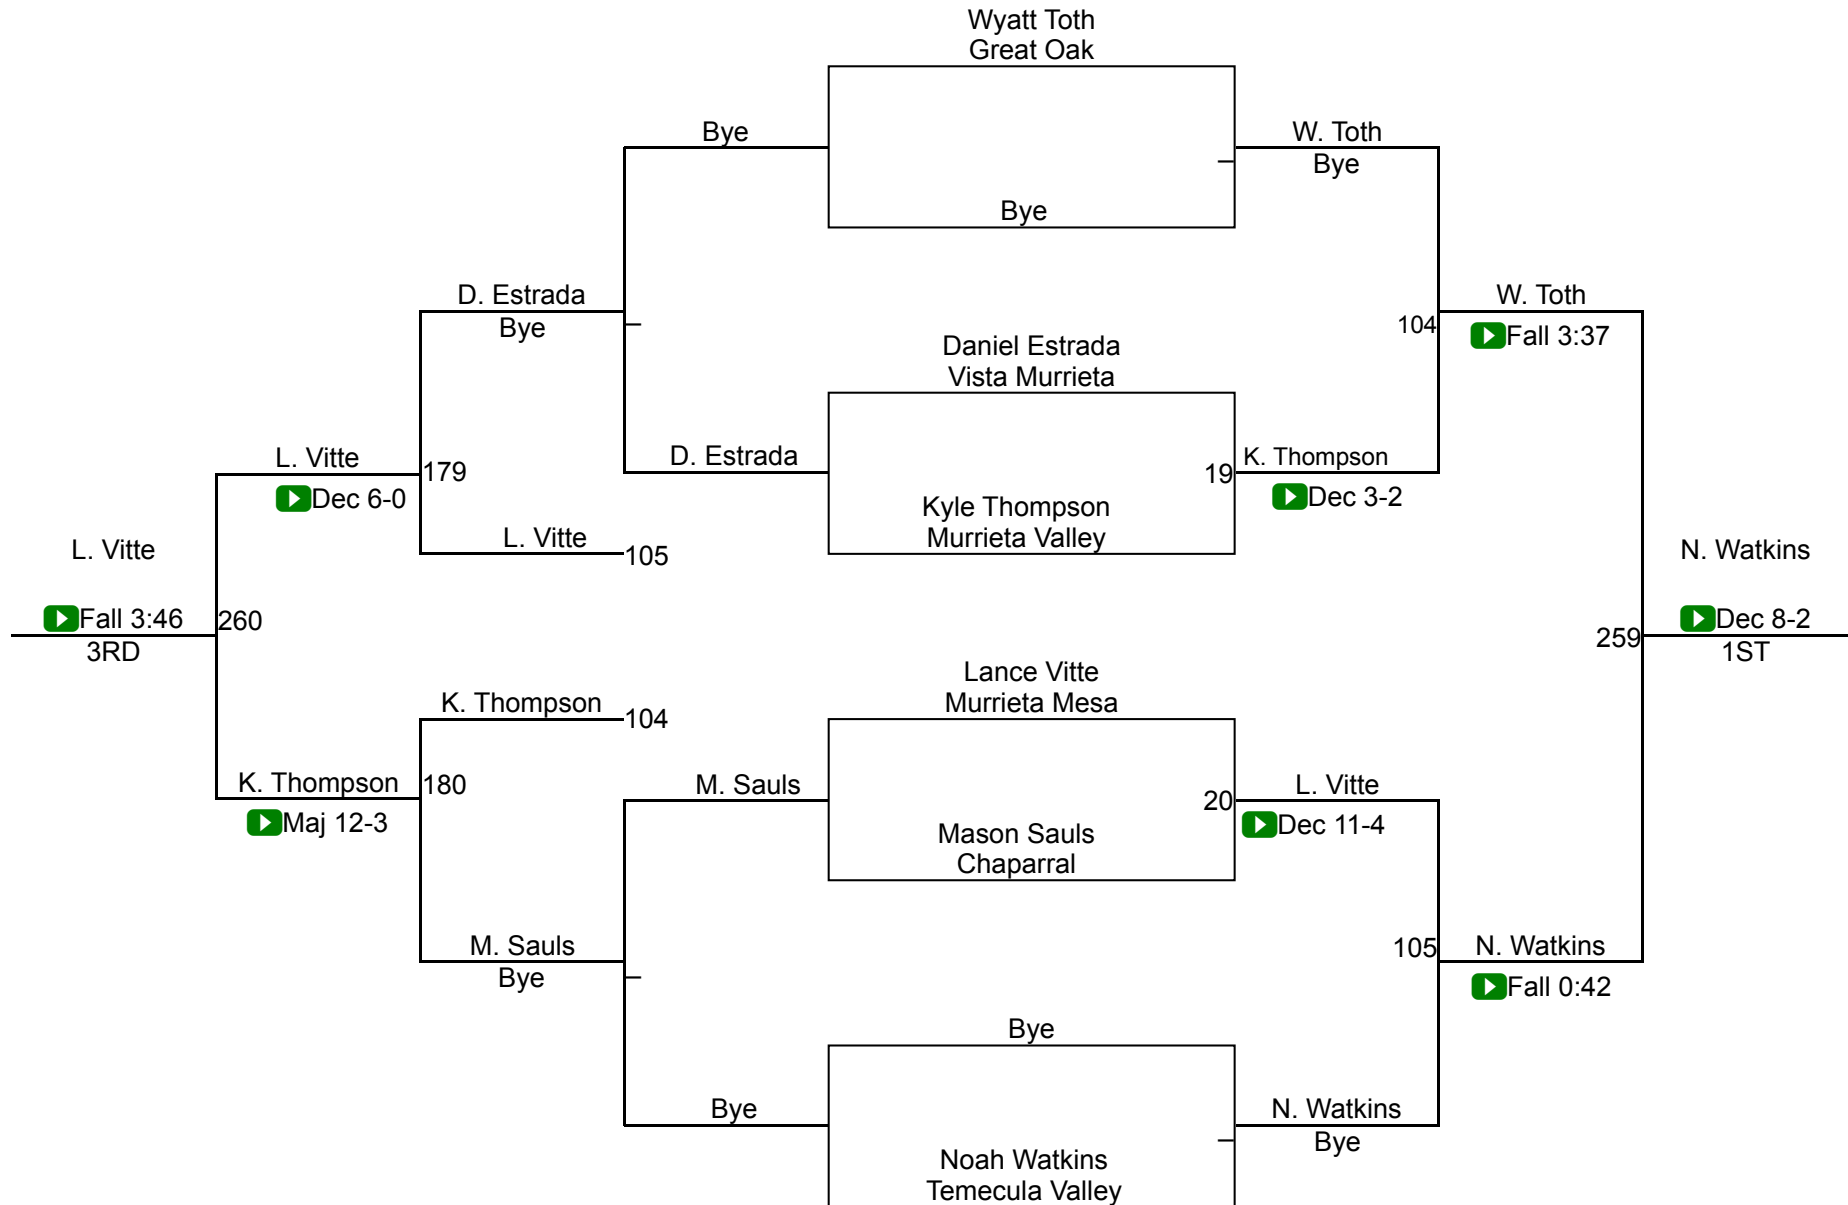 Wyatt Toth
Great Oak
Bye
W. Toth
Bye
Bye
D. Estrada
Bye
W. Toth
104
Fall 3:37
Daniel Estrada
Vista Murrieta
L. Vitte
179
Dec 6-0
D. Estrada
19
K. Thompson
Dec 3-2
Kyle Thompson
Murrieta Valley
L. Vitte
105
L. Vitte
Fall 3:46
3RD
260
N. Watkins
Dec 8-2
1ST
259
Lance Vitte
Murrieta Mesa
K. Thompson
104
K. Thompson
180
Maj 12-3
M. Sauls
20
L. Vitte
Dec 11-4
Mason Sauls
Chaparral
M. Sauls
Bye
105
N. Watkins
Fall 0:42
Bye
Bye
N. Watkins
Bye
Noah Watkins
Temecula Valley